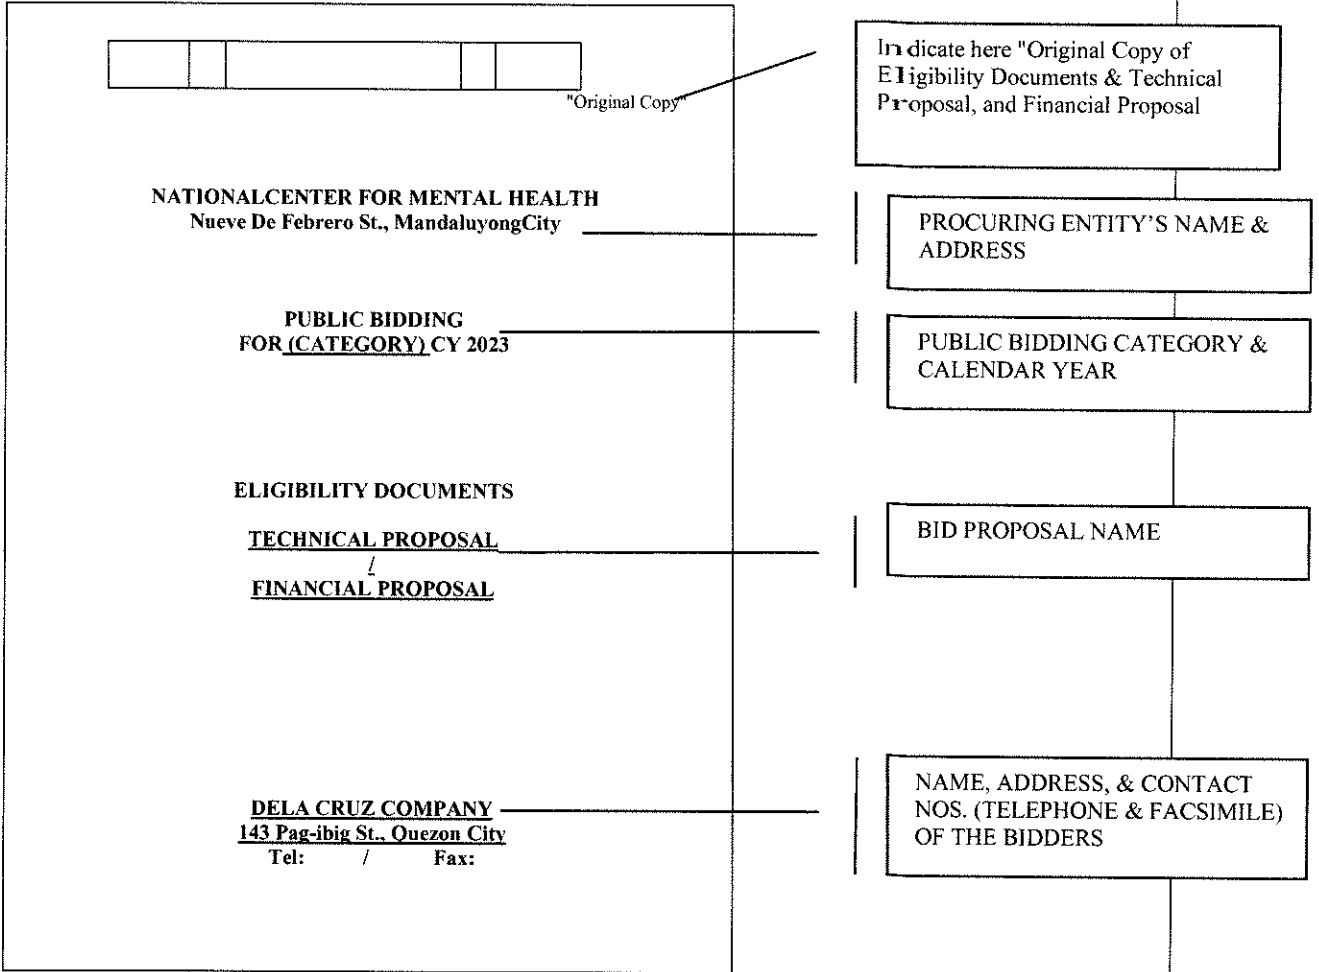 "Original Copy"
Indicate here "Original Copy of
Eligibility Documents & Technical
Proposal, and Financial Proposal
NATIONALCENTER FOR MENTAL HEALTH
Nueve De Febrero St., MandaluyongCity
PROCURING ENTITY'S NAME &
ADDRESS
PUBLIC BIDDING
FOR (CATEGORY) CY 2023
PUBLIC BIDDING CATEGORY &
CALENDAR YEAR
ELIGIBILITY DOCUMENTS
TECHNICAL PROPOSAL
/
FINANCIAL PROPOSAL
BID PROPOSAL NAME
DELA CRUZ COMPANY
143 Pag-ibig St., Quezon City
Tel: / Fax:
NAME, ADDRESS, & CONTACT
NOS. (TELEPHONE & FACSIMILE)
OF THE BIDDERS